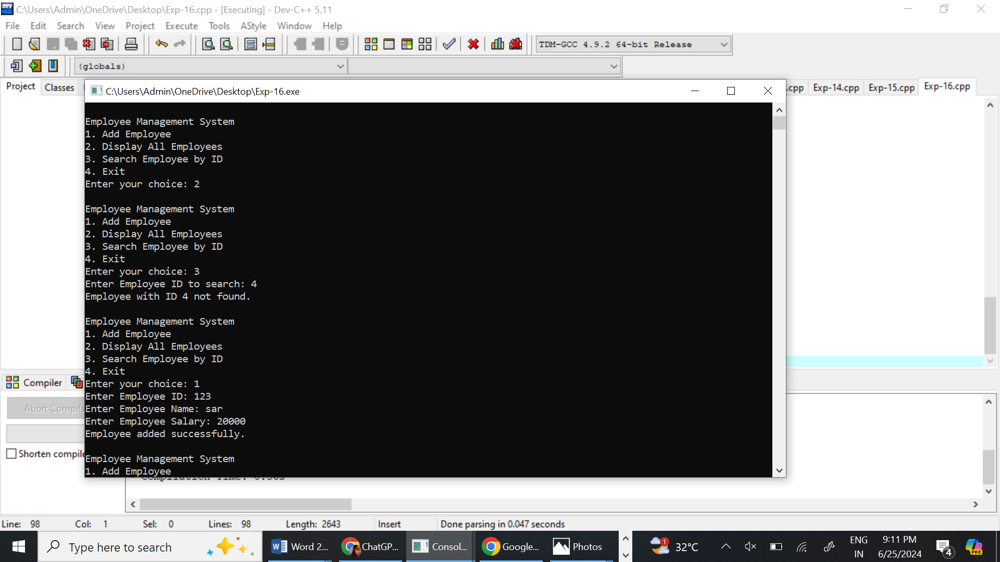 C:\Users\Admin\OneDrive\Desktop\Exp-16.cpp - [Executing] - Dev-C++ 5.11
File Edit Search View Project Execute Tools AStyle Window Help
TDM-GCC 4.9.2 64-bit Release
(globals)
Project Classes
.cpp Exp-14.cpp Exp-15.cpp Exp-16.cpp
C:\Users\Admin\OneDrive\Desktop\Exp-16.exe
Employee Management System
1. Add Employee
2. Display All Employees
3. Search Employee by ID
4. Exit
Enter your choice: 2
Employee Management System
1. Add Employee
2. Display All Employees
3. Search Employee by ID
4. Exit
Enter your choice: 3
Enter Employee ID to search: 4
Employee with ID 4 not found.
Employee Management System
1. Add Employee
2. Display All Employees
3. Search Employee by ID
4. Exit
Enter your choice: 1
Enter Employee ID: 123
Enter Employee Name: sar
Enter Employee Salary: 20000
Employee added successfully.
Employee Management System
1. Add Employee
Compiler
Abort Compila
Shorten compile
Line: 98 Col: 1 Sel: 0 Lines: 98 Length: 2643 Insert Done parsing in 0.047 seconds
Type here to search
Word 2... ChatGP... Consol... Google... Photos
1 32°C
ENG IN
9:11 PM
6/25/2024
4
PRE